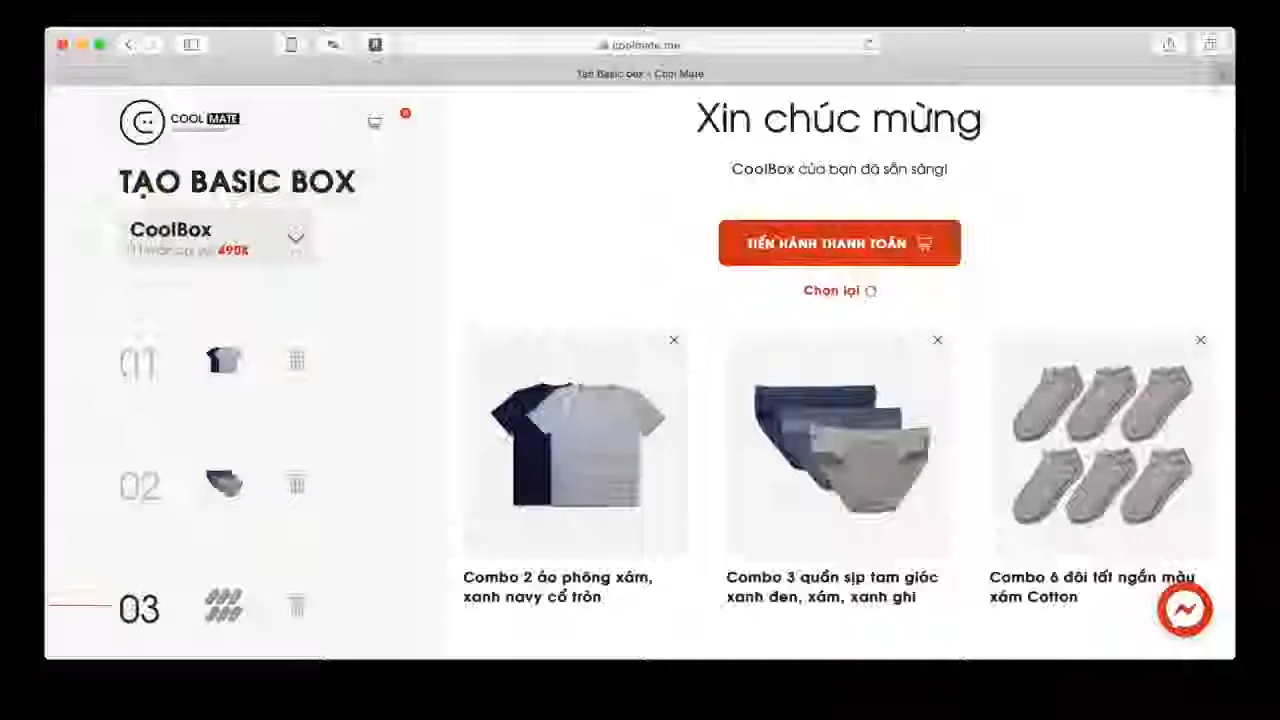 coolmate.me
Tạo Basic box - Cool Mate
COOL MATE
TẠO BASIC BOX
CoolBox
490K
01
02
03
Xin chúc mừng
CoolBox của bạn đã sẵn sàng!
TIẾN HÀNH THANH TOÁN
Chọn lại
Combo 2 áo phông xám,
xanh navy cổ tròn
Combo 3 quần sịp tam giác
xanh đen, xám, xanh ghi
Combo 6 đôi tất ngắn màu
xám Cotton